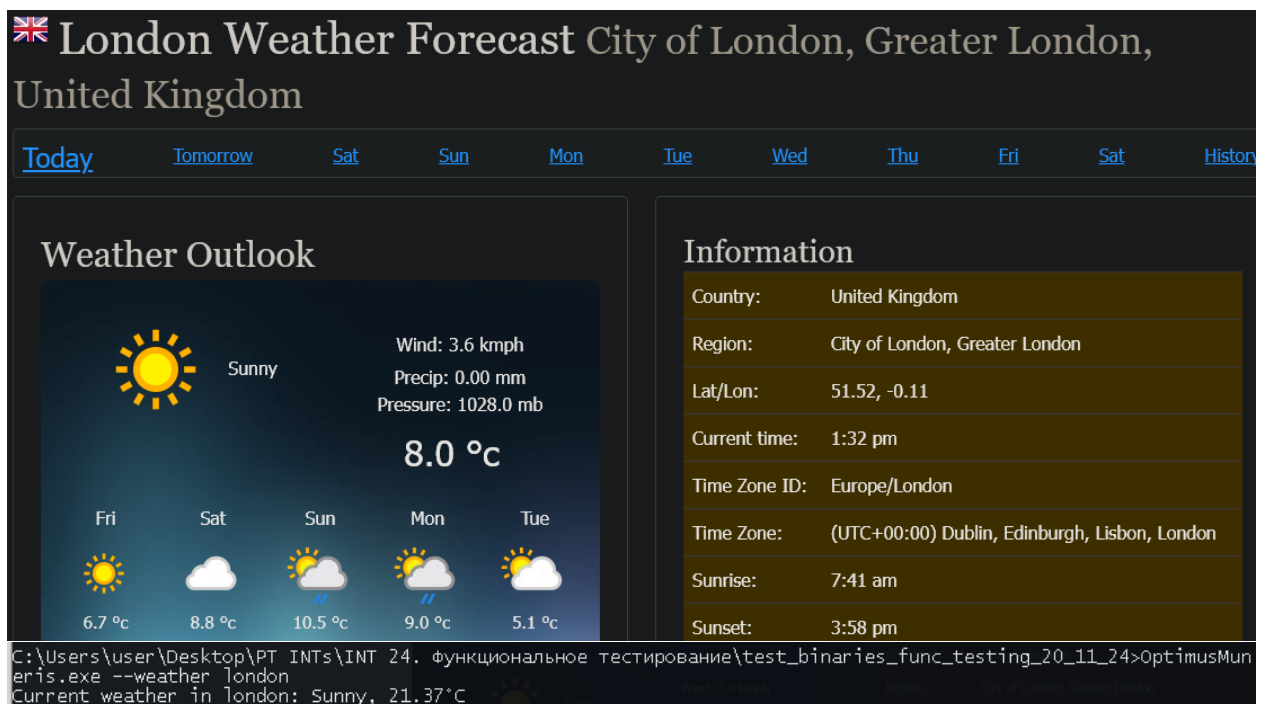 London Weather Forecast City of London, Greater London,
United Kingdom
Today Tomorrow Sat Sun Mon Tue Wed Thu Fri Sat History
Weather Outlook
Sunny
Wind: 3.6 kmph
Precip: 0.00 mm
Pressure: 1028.0 mb
8.0 °c
Fri Sat Sun Mon Tue
6.7 °c 8.8 °c 10.5 °c 9.0 °c 5.1 °c
Information
Country: United Kingdom
Region: City of London, Greater London
Lat/Lon: 51.52, -0.11
Current time: 1:32 pm
Time Zone ID: Europe/London
Time Zone: (UTC+00:00) Dublin, Edinburgh, Lisbon, London
Sunrise: 7:41 am
Sunset: 3:58 pm
C:\Users\user\Desktop\PT INTs\INT 24. Функциональное тестирование\test_binaries_func_testing_20_11_24>OptimusMun
eris.exe --weather london
Current weather in london: Sunny, 21.37°C